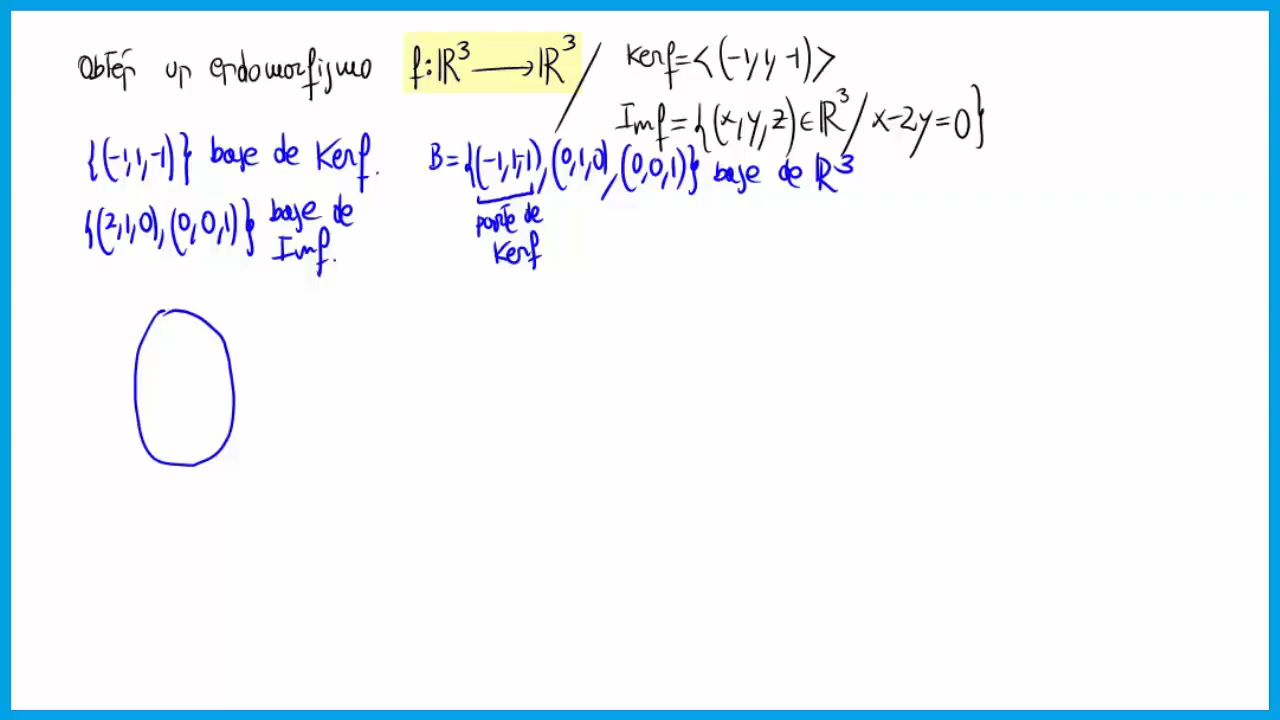 Obtén un endomorfismo f:ℝ³ → ℝ³ / Kerf=<(-1,1,-1)>
Imf={(x,y,z)∈ℝ³/x-2y=0}
{(-1,1,-1)} base de Kerf.
B={(-1,1,-1),(0,1,0),(0,0,1)} base de ℝ³
{(2,1,0),(0,0,1)} base de
Imf.
parte de
Kerf